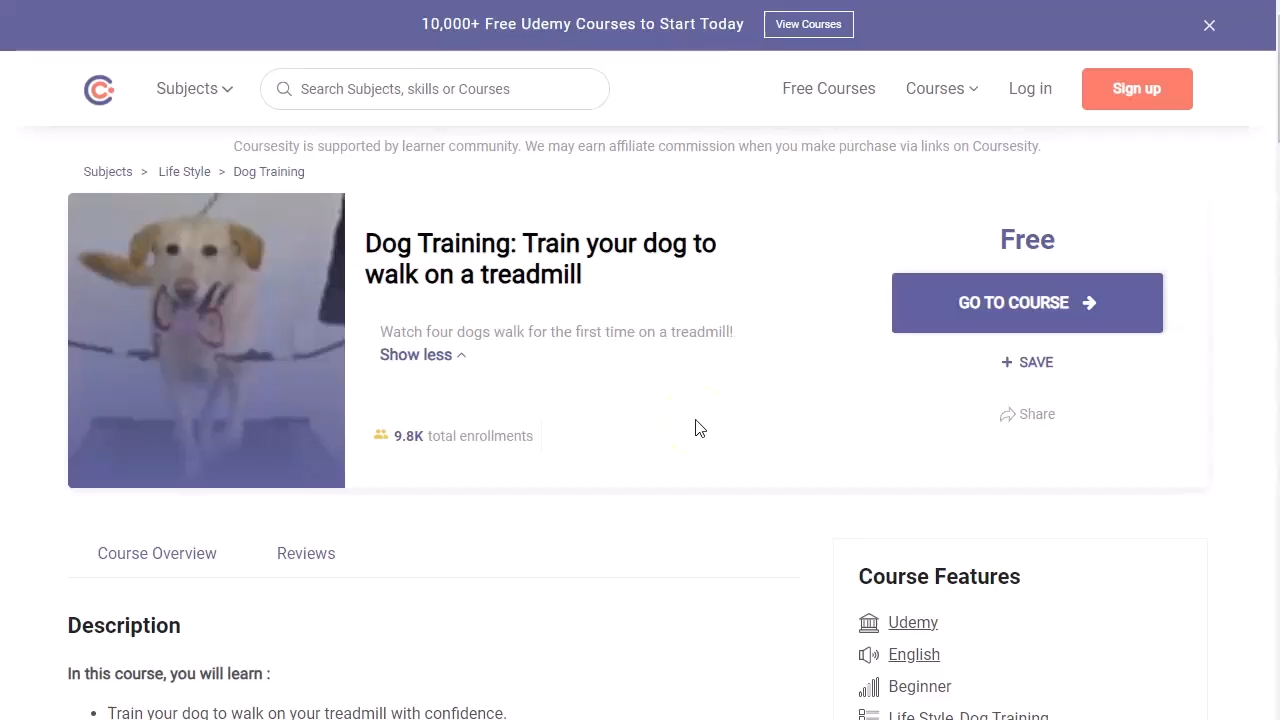 10,000+ Free Udemy Courses to Start Today
View Courses
Subjects
Search Subjects, skills or Courses
Free Courses
Courses
Log in
Sign up
Coursesity is supported by learner community. We may earn affiliate commission when you make purchase via links on Coursesity.
Subjects > Life Style > Dog Training
Dog Training: Train your dog to
walk on a treadmill
Watch four dogs walk for the first time on a treadmill!
Show less
9.8K total enrollments
Free
GO TO COURSE
+ SAVE
Share
Course Overview
Reviews
Description
In this course, you will learn :
• Train your dog to walk on your treadmill with confidence.
Course Features
Udemy
English
Beginner
Life Style,Dog Training